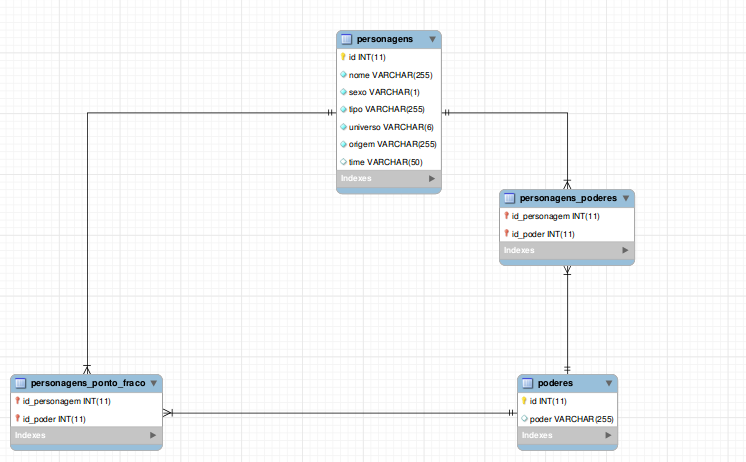 personagens
id INT(11)
nome VARCHAR(255)
sexo VARCHAR(1)
tipo VARCHAR(255)
universo VARCHAR(6)
origem VARCHAR(255)
time VARCHAR(50)
Indexes
personagens_poderes
id_personagem INT(11)
id_poder INT(11)
Indexes
personagens_ponto_fraco
id_personagem INT(11)
id_poder INT(11)
Indexes
poderes
id INT(11)
poder VARCHAR(255)
Indexes